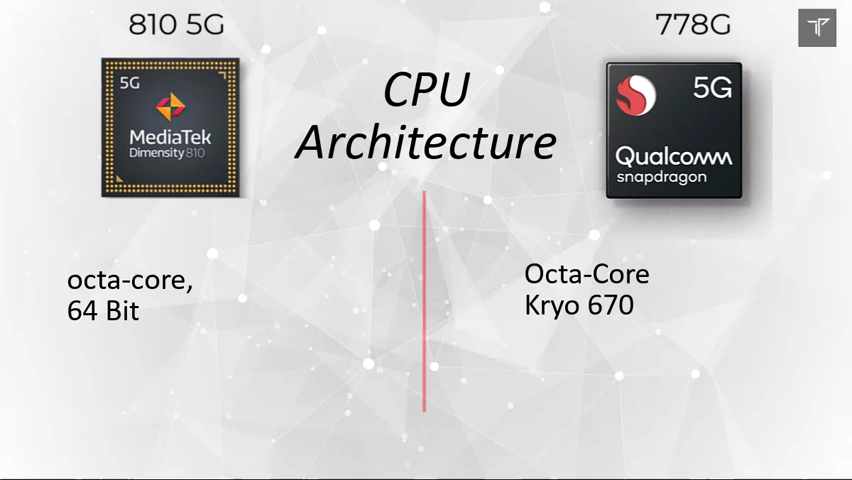 810 5G
778G
5G
MediaTek
Dimensity 810
CPU
Architecture
5G
Qualcomm
snapdragon
octa-core,
64 Bit
Octa-Core
Kryo 670